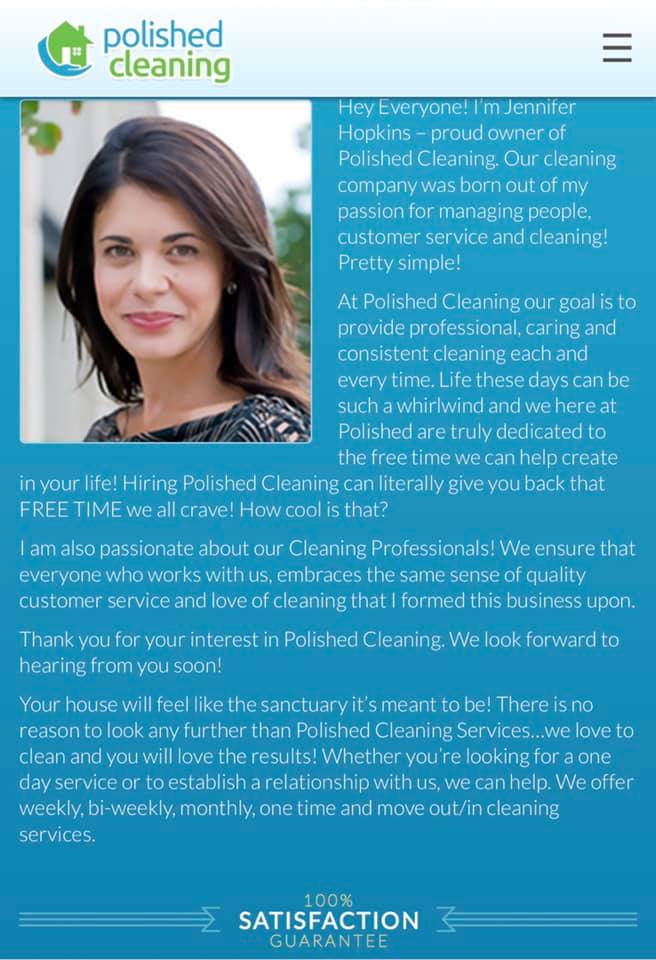 polished
cleaning
Hey Everyone! I'm Jennifer
Hopkins – proud owner of
Polished Cleaning. Our cleaning
company was born out of my
passion for managing people,
customer service and cleaning!
Pretty simple!
At Polished Cleaning our goal is to
provide professional, caring and
consistent cleaning each and
every time. Life these days can be
such a whirlwind and we here at
Polished are truly dedicated to
the free time we can help create
in your life! Hiring Polished Cleaning can literally give you back that
FREE TIME we all crave! How cool is that?
I am also passionate about our Cleaning Professionals! We ensure that
everyone who works with us, embraces the same sense of quality
customer service and love of cleaning that I formed this business upon.
Thank you for your interest in Polished Cleaning. We look forward to
hearing from you soon!
Your house will feel like the sanctuary it's meant to be! There is no
reason to look any further than Polished Cleaning Services...we love to
clean and you will love the results! Whether you're looking for a one
day service or to establish a relationship with us, we can help. We offer
weekly, bi-weekly, monthly, one time and move out/in cleaning
services.
100%
SATISFACTION
GUARANTEE